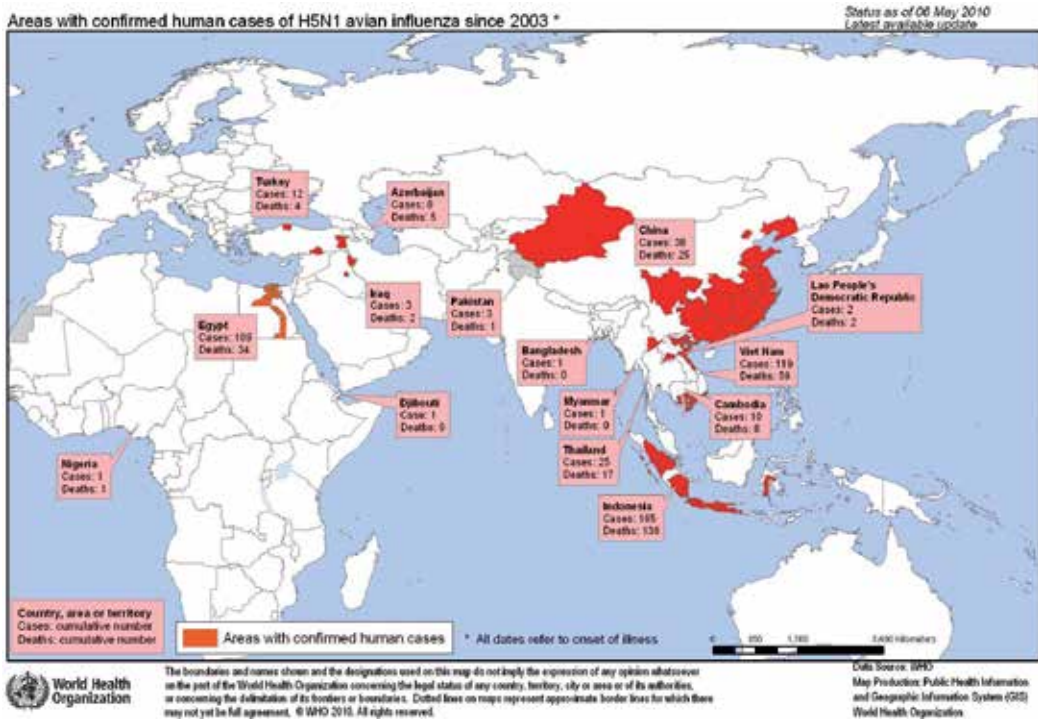 Areas with confirmed human cases of H5N1 avian influenza since 2003 *
Status as of 06 May 2010
Latest available update
Turkey
Cases: 12
Deaths: 4
Azerbaijan
Cases: 8
Deaths: 5
China
Cases: 38
Deaths: 25
Lao People's
Democratic Republic
Cases: 2
Deaths: 2
Iraq
Cases: 3
Deaths: 2
Pakistan
Cases: 3
Deaths: 1
Egypt
Cases: 109
Deaths: 34
Bangladesh
Cases: 1
Deaths: 0
Viet Nam
Cases: 119
Deaths: 59
Djibouti
Case: 1
Deaths: 0
Myanmar
Cases: 1
Deaths: 0
Cambodia
Cases: 10
Deaths: 8
Nigeria
Cases: 1
Deaths: 1
Thailand
Cases: 25
Deaths: 17
Indonesia
Cases:
Deaths:
Country, area or territory
Cases: cumulative number
Deaths: cumulative number
Areas with confirmed human cases
* All dates refer to onset of illness
0
kilometers
World Health
Organization
The boundaries and names shown and the designations used on this map do not imply the expression of any opinion whatsoever
on the part of the World Health Organization concerning the legal status of any country, territory, city or area or of its authorities,
or concerning the delimitation of its frontiers or boundaries. Dotted lines on maps represent approximate border lines for which there
may not yet be full agreement. © WHO 2010. All rights reserved.
Data Source: WHO
Map Production: Public Health Information
and Geographic Information System (GIS)
World Health Organization